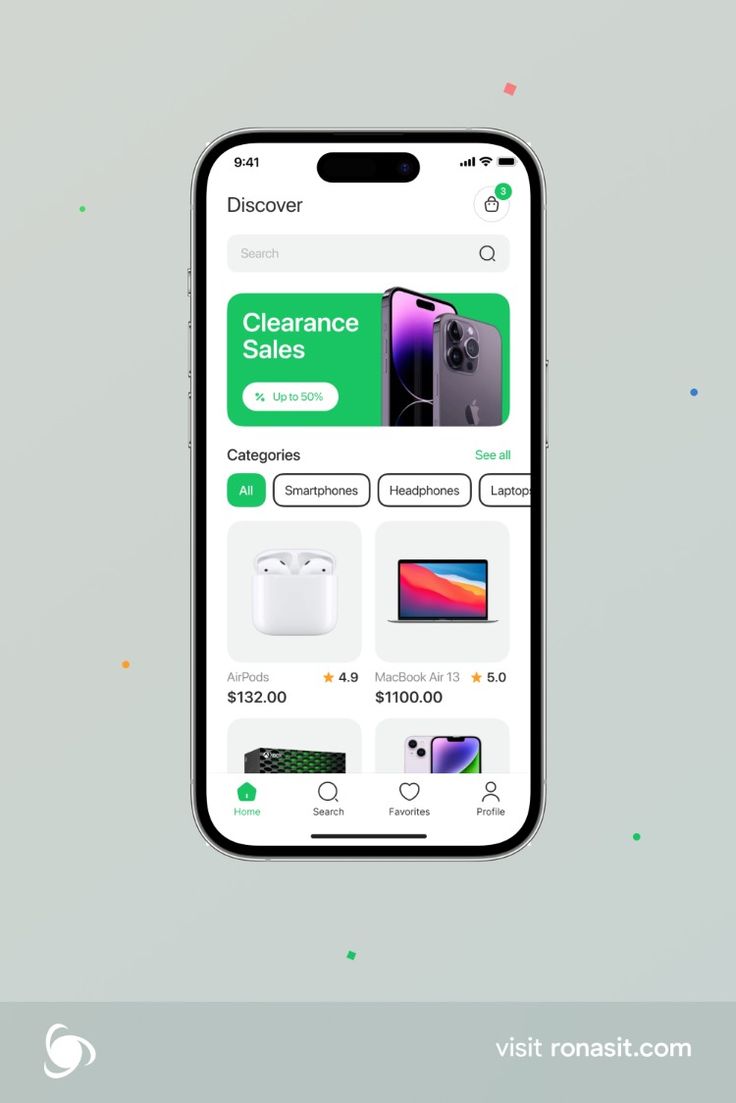 9:41
Discover
3
Search
Clearance
Sales
Up to 50%
Categories
See all
All
Smartphones
Headphones
Laptops
AirPods
4.9
MacBook Air 13
5.0
$132.00
$1100.00
XBOX
Home
Search
Favorites
Profile
visit ronasit.com